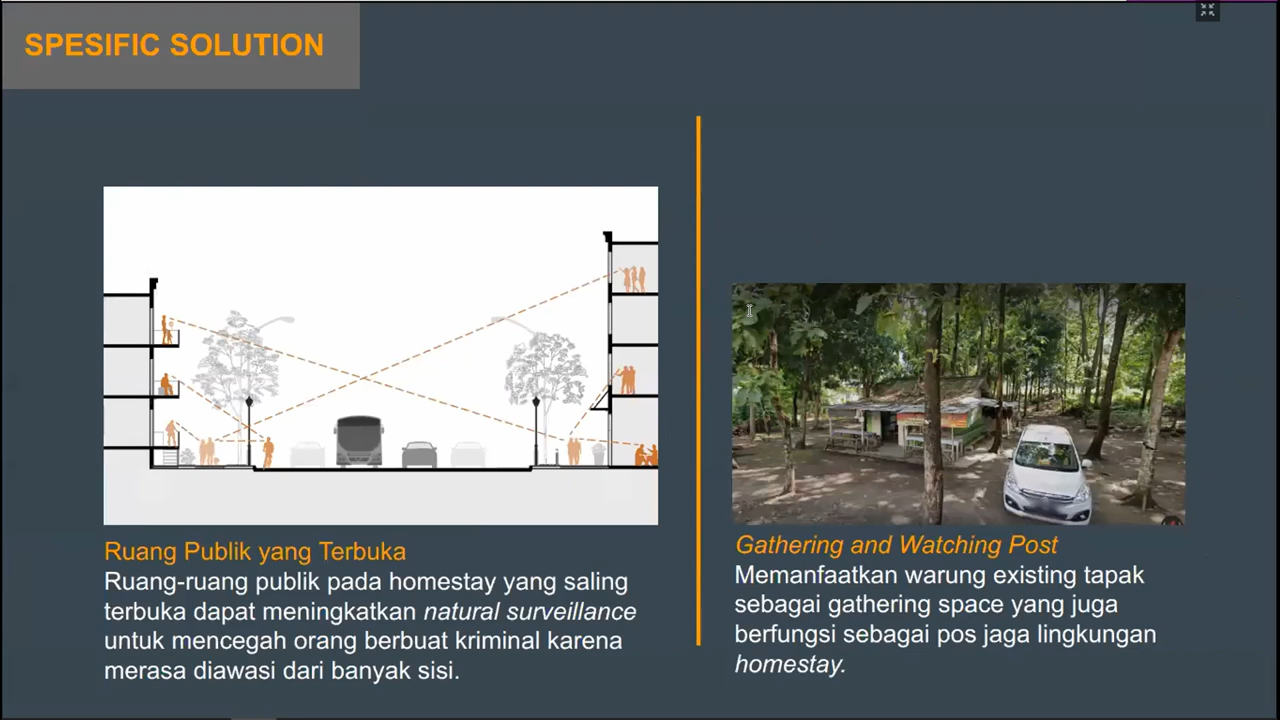 SPESIFIC SOLUTION
Ruang Publik yang Terbuka
Ruang-ruang publik pada homestay yang saling
terbuka dapat meningkatkan natural surveillance
untuk mencegah orang berbuat kriminal karena
merasa diawasi dari banyak sisi.
Gathering and Watching Post
Memanfaatkan warung existing tapak
sebagai gathering space yang juga
berfungsi sebagai pos jaga lingkungan
homestay.